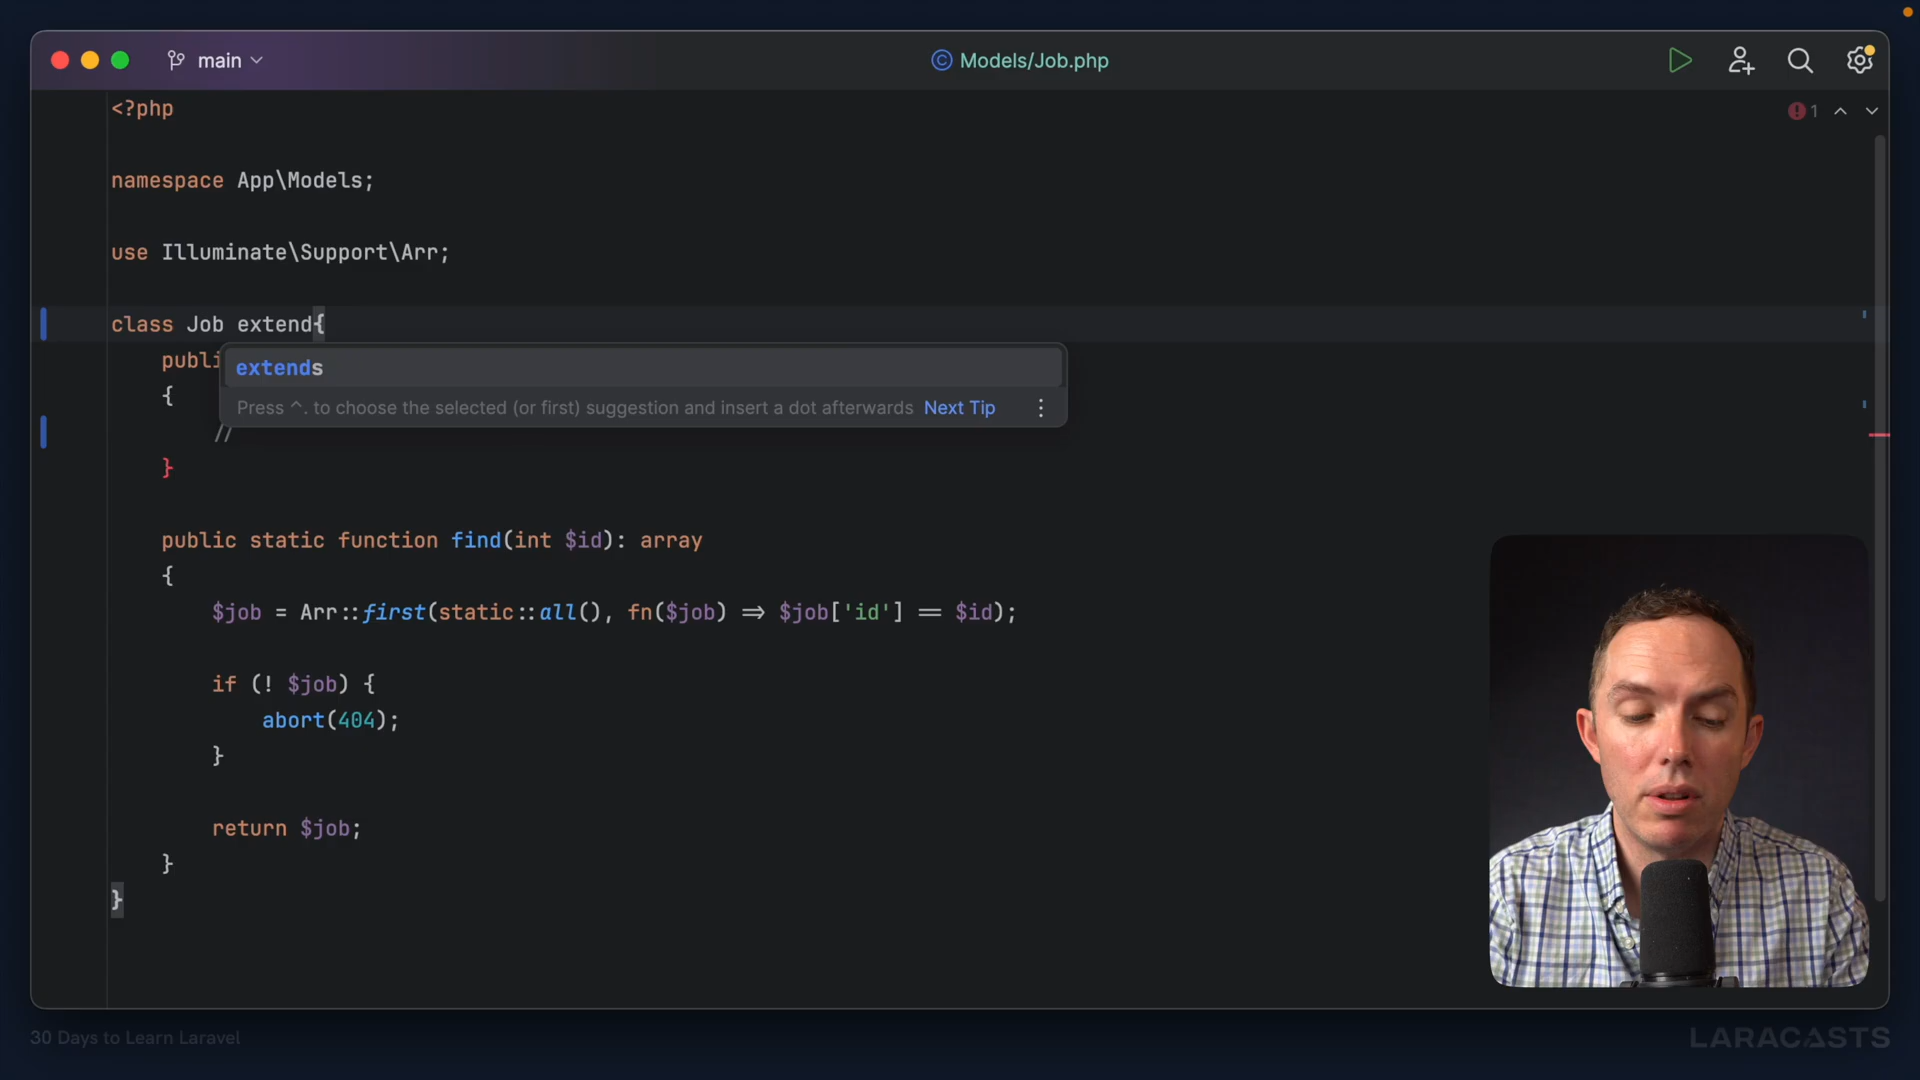 main
Models/Job.php
<?php
1
namespace App\Models;
use Illuminate\Support\Arr;
class Job extend{
publi
extends
{
Press ^. to choose the selected (or first) suggestion and insert a dot afterwards Next Tip
//
}
public static function find(int $id): array
{
$job = Arr::first(static::all(), fn($job) => $job['id'] == $id);
if (! $job) {
abort(404);
}
return $job;
}
}
30 Days to Learn Laravel
LARACASTS